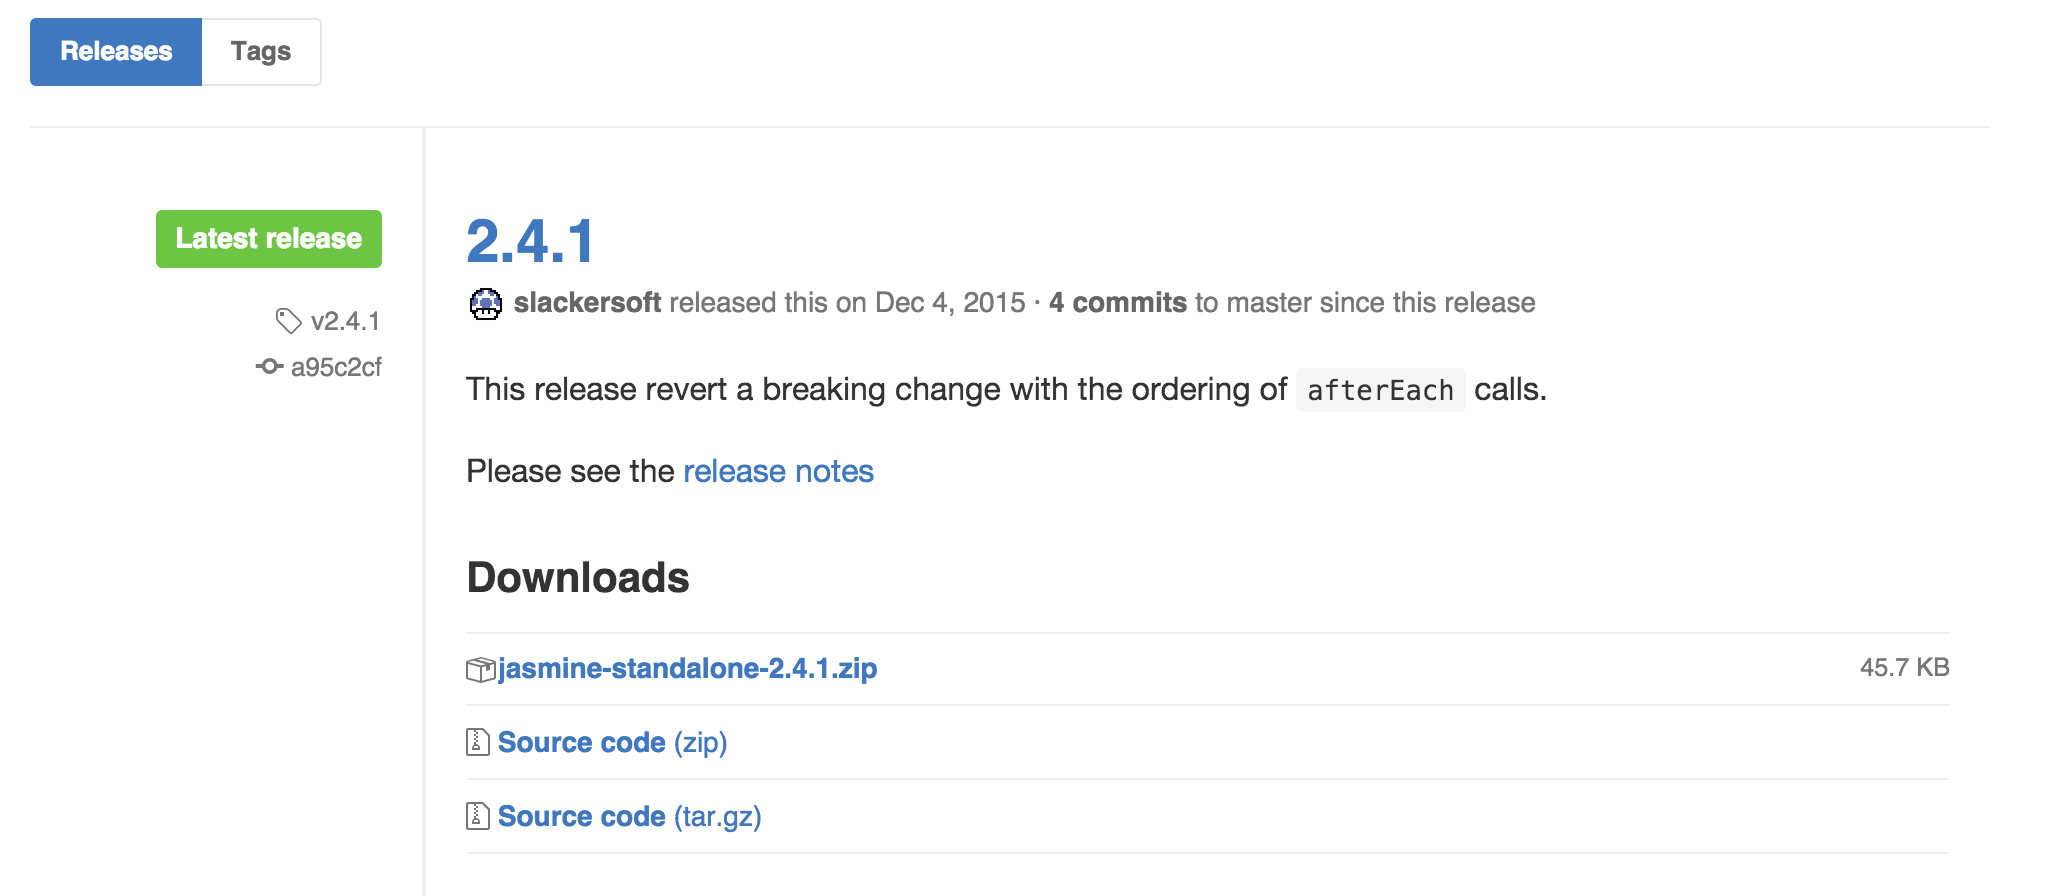 Releases Tags
Latest release
v2.4.1
a95c2cf
2.4.1
slackersoft released this on Dec 4, 2015 · 4 commits to master since this release
This release revert a breaking change with the ordering of afterEach calls.
Please see the release notes
Downloads
jasmine-standalone-2.4.1.zip 45.7 KB
Source code (zip)
Source code (tar.gz)